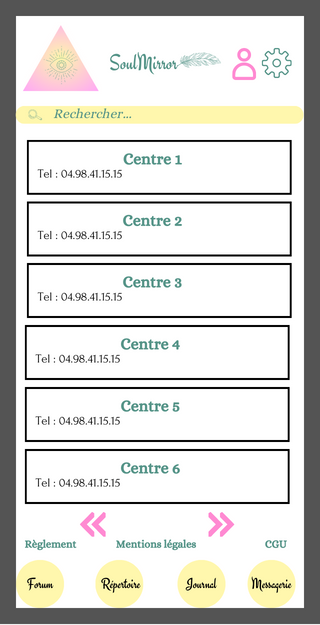 SoulMirror
Rechercher...
Centre 1
Tel : 04.98.41.15.15
Centre 2
Tel : 04.98.41.15.15
Centre 3
Tel : 04.98.41.15.15
Centre 4
Tel : 04.98.41.15.15
Centre 5
Tel : 04.98.41.15.15
Centre 6
Tel : 04.98.41.15.15
Règlement Mentions légales CGU
Forum Répertoire Journal Messagerie